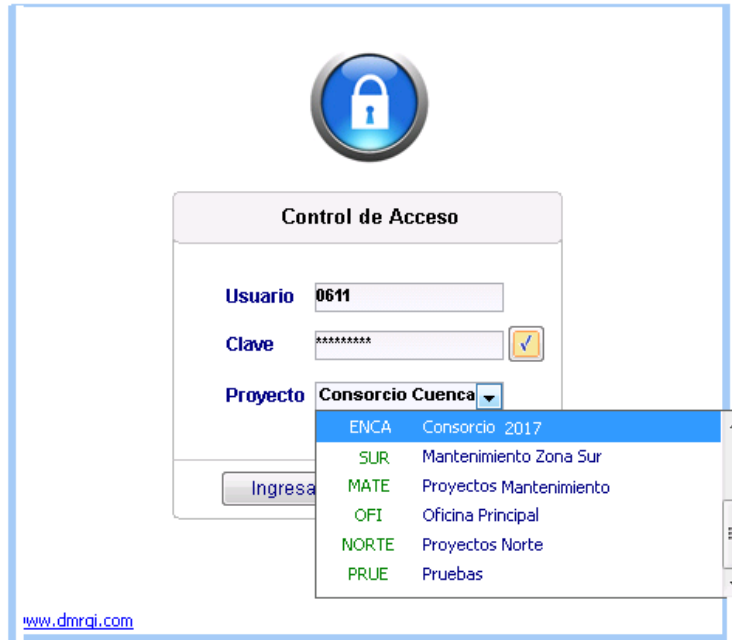 Control de Acceso
Usuario 0611
Clave *********
Proyecto Consorcio Cuenca
ENCA Consorcio 2017
SUR Mantenimiento Zona Sur
MATE Proyectos Mantenimiento
Ingresa
OFI Oficina Principal
NORTE Proyectos Norte
PRUE Pruebas
www.dmrqi.com